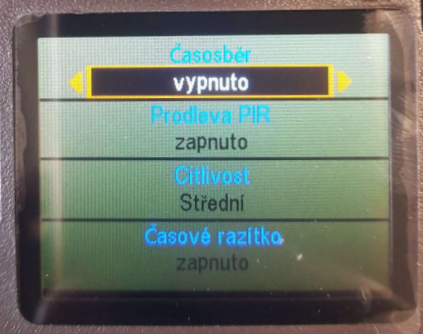 Časosběr
vypnuto
Prodleva PIR
zapnuto
Citlivost
Střední
Časové razítko
zapnuto